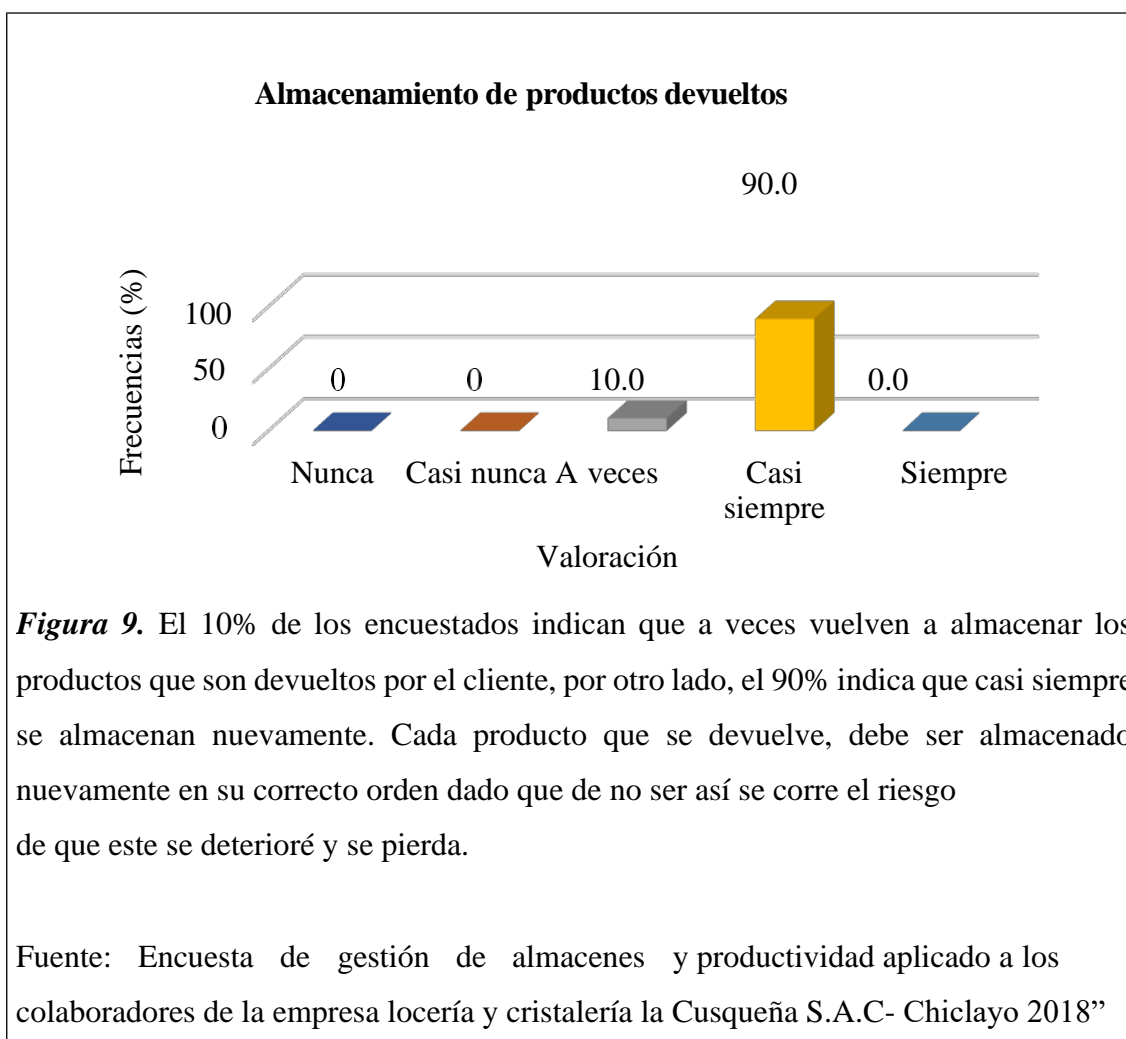 Almacenamiento de productos devueltos
90.0
Frecuencias (%)
100
50
0
0 0 10.0 0.0
Nunca Casi nunca A veces Casi siempre Siempre
Valoración
Figura 9. El 10% de los encuestados indican que a veces vuelven a almacenar los
productos que son devueltos por el cliente, por otro lado, el 90% indica que casi siempre
se almacenan nuevamente. Cada producto que se devuelve, debe ser almacenado
nuevamente en su correcto orden dado que de no ser así se corre el riesgo
de que este se deterioré y se pierda.
Fuente: Encuesta de gestión de almacenes y productividad aplicado a los
colaboradores de la empresa locería y cristalería la Cusqueña S.A.C- Chiclayo 2018”